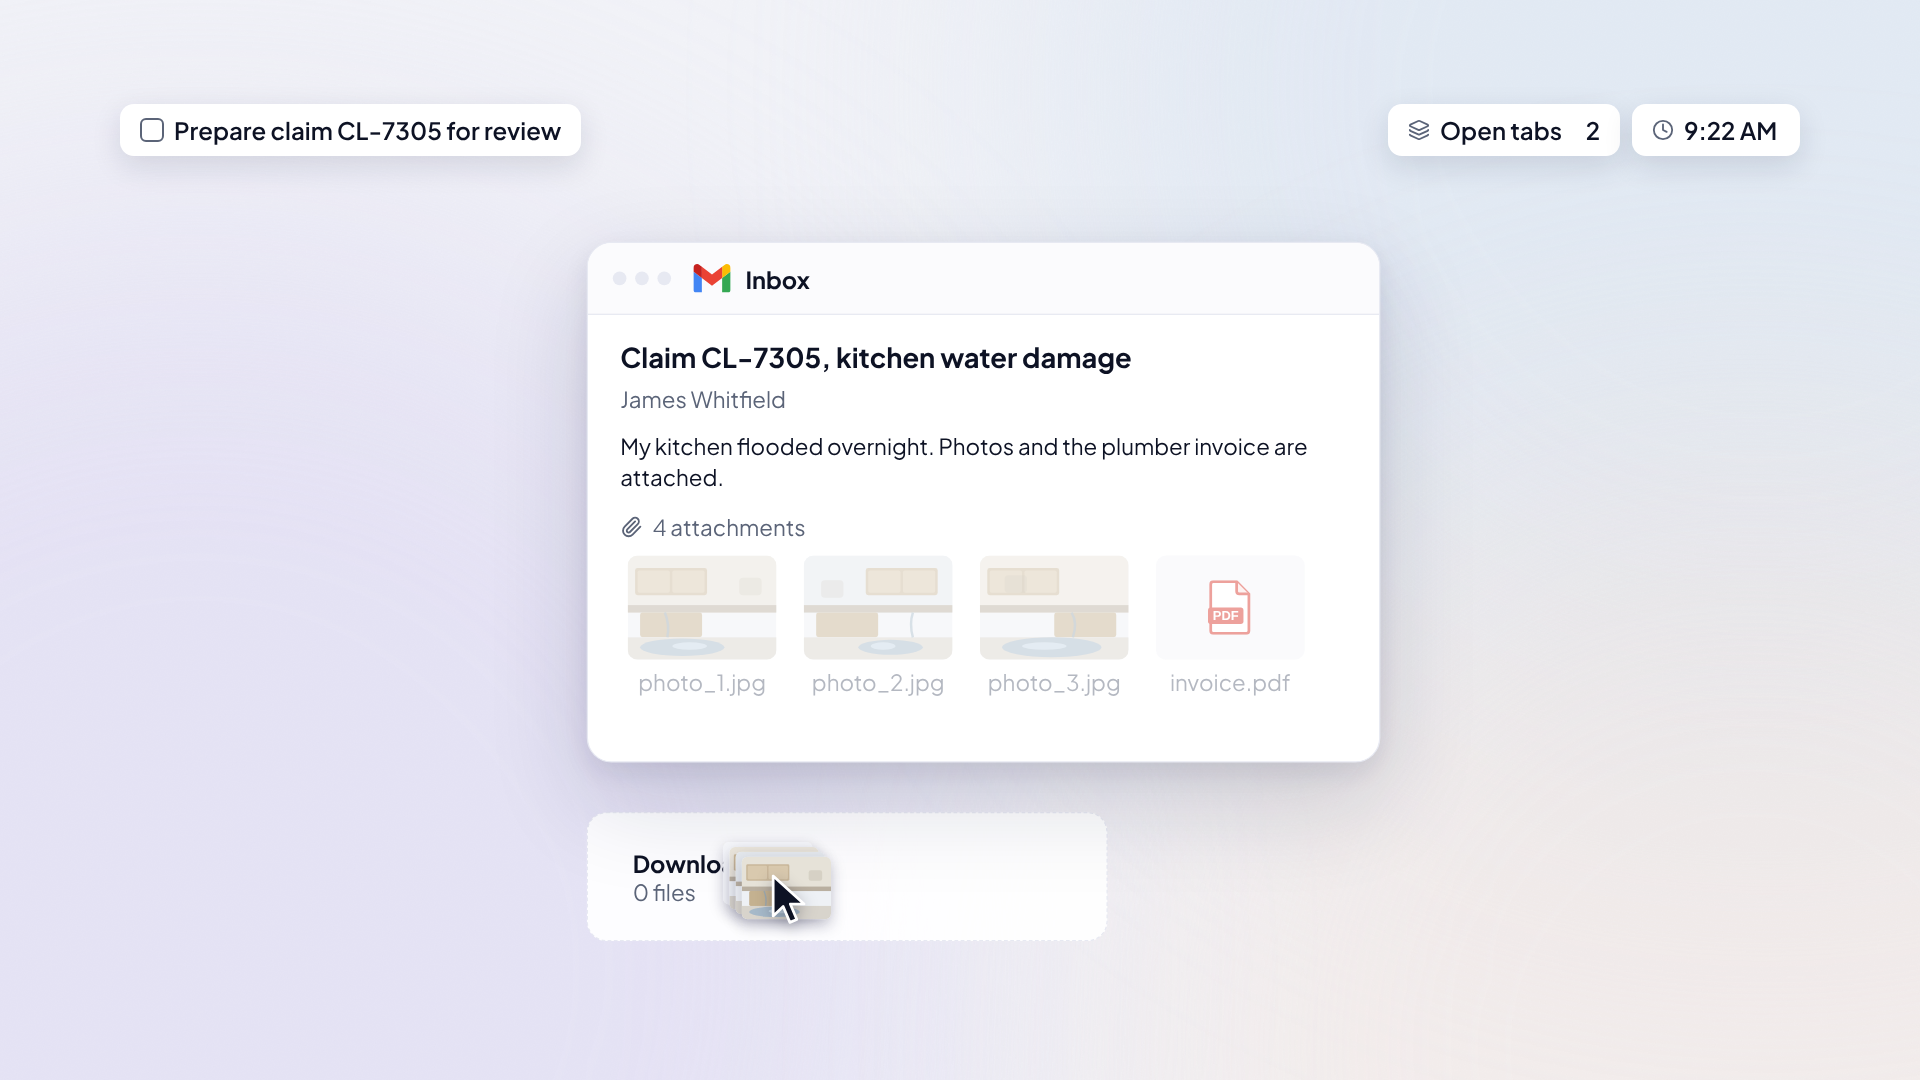 Prepare claim CL-7305 for review
Open tabs 2
9:22 AM
Inbox
Claim CL-7305, kitchen water damage
James Whitfield
My kitchen flooded overnight. Photos and the plumber invoice are
attached.
4 attachments
PDF
photo_1.jpg
photo_2.jpg
photo_3.jpg
invoice.pdf
0 files